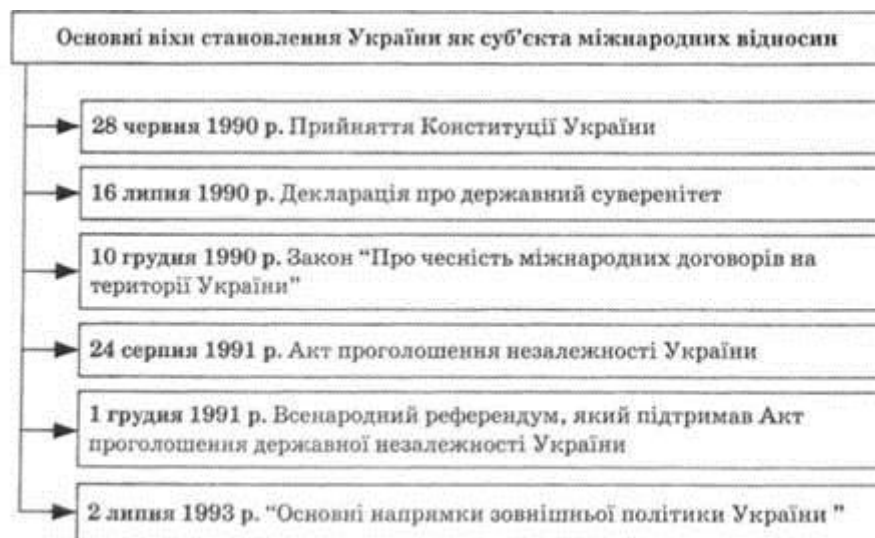 Основні віхи становлення України як суб'єкта міжнародних відносин
28 червня 1990 р. Прийняття Конституції України
16 липня 1990 р. Декларація про державний суверенітет
10 грудня 1990 р. Закон “Про чесність міжнародних договорів на
території України”
24 серпня 1991 р. Акт проголошення незалежності України
1 грудня 1991 р. Всенародний референдум, який підтримав Акт
проголошення державної незалежності України
2 липня 1993 р. “Основні напрямки зовнішньої політики України ”